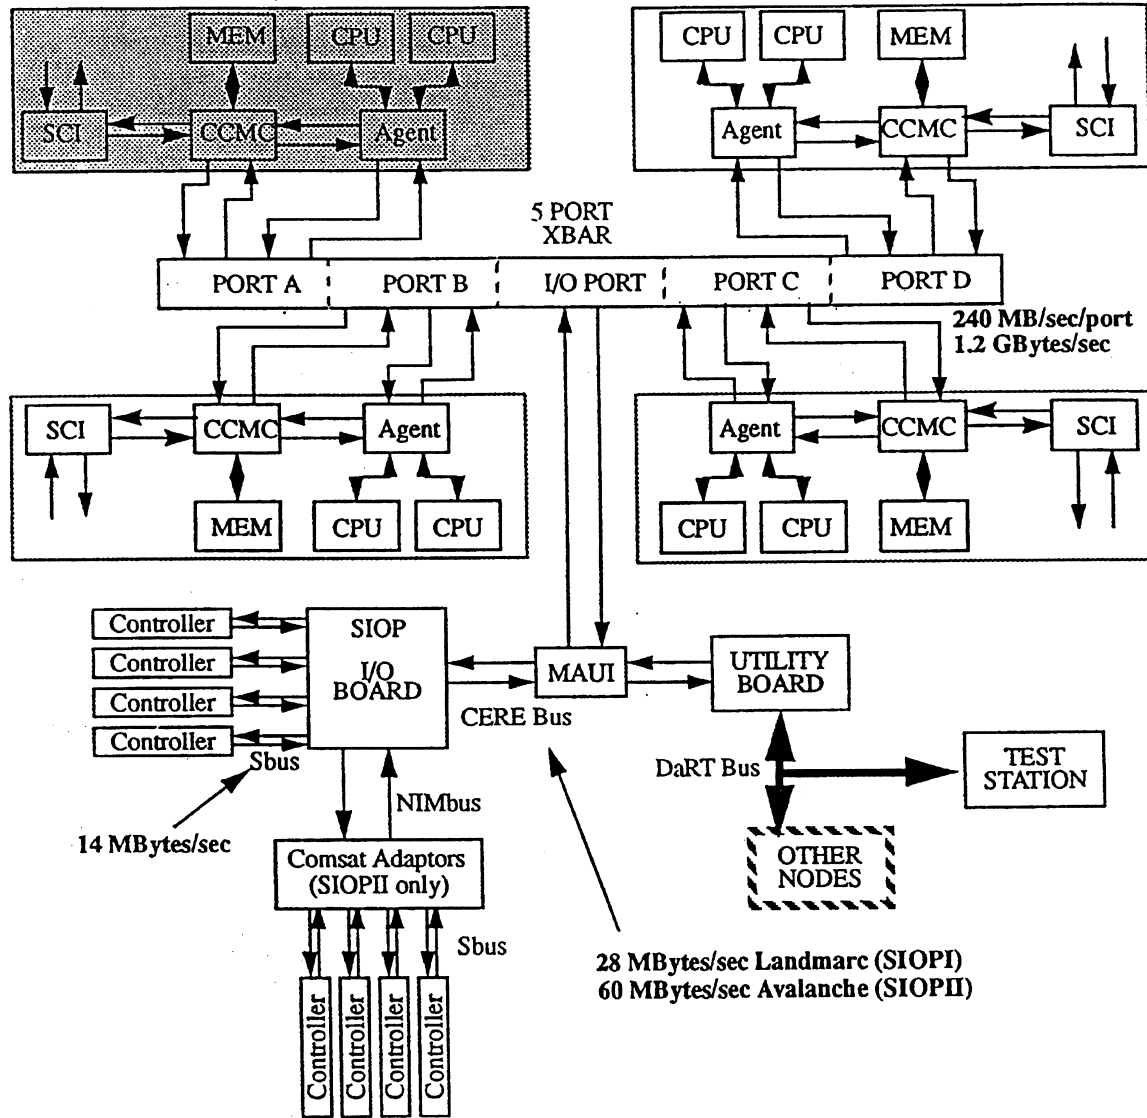 MEM
CPU
CPU
SCI
CCMC
Agent
CPU
CPU
MEM
Agent
CCMC
SCI
5 PORT
XBAR
PORT A
PORT B
I/O PORT
PORT C
PORT D
240 MB/sec/port
1.2 GBytes/sec
SCI
CCMC
Agent
MEM
CPU
CPU
Agent
CCMC
SCI
CPU
CPU
MEM
Controller
Controller
Controller
Controller
SIOP
I/O
BOARD
MAUI
UTILITY
BOARD
CERE Bus
Sbus
DaRT Bus
TEST
STATION
NIMbus
14 MBytes/sec
Comsat Adaptors
(SIOPII only)
OTHER
NODES
Sbus
28 MBytes/sec Landmarc (SIOPI)
60 MBytes/sec Avalanche (SIOPII)
Controller
Controller
Controller
Controller